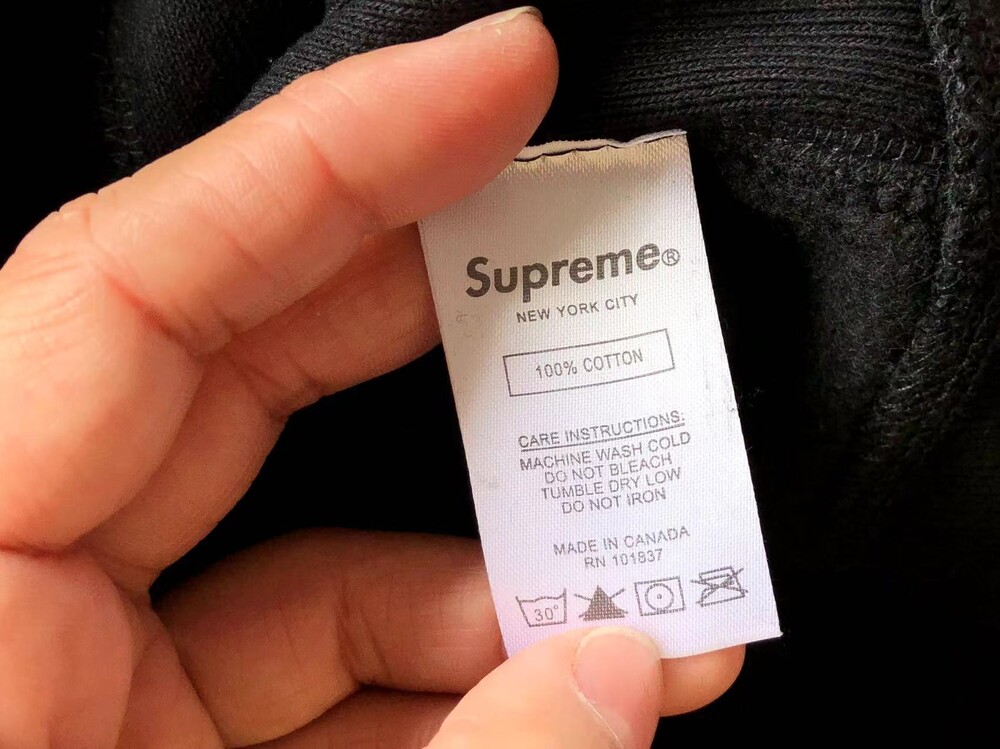 Supreme®
NEW YORK CITY
100% COTTON
CARE INSTRUCTIONS:
MACHINE WASH COLD
DO NOT BLEACH
TUMBLE DRY LOW
DO NOT IRON
MADE IN CANADA
RN 101837
30°